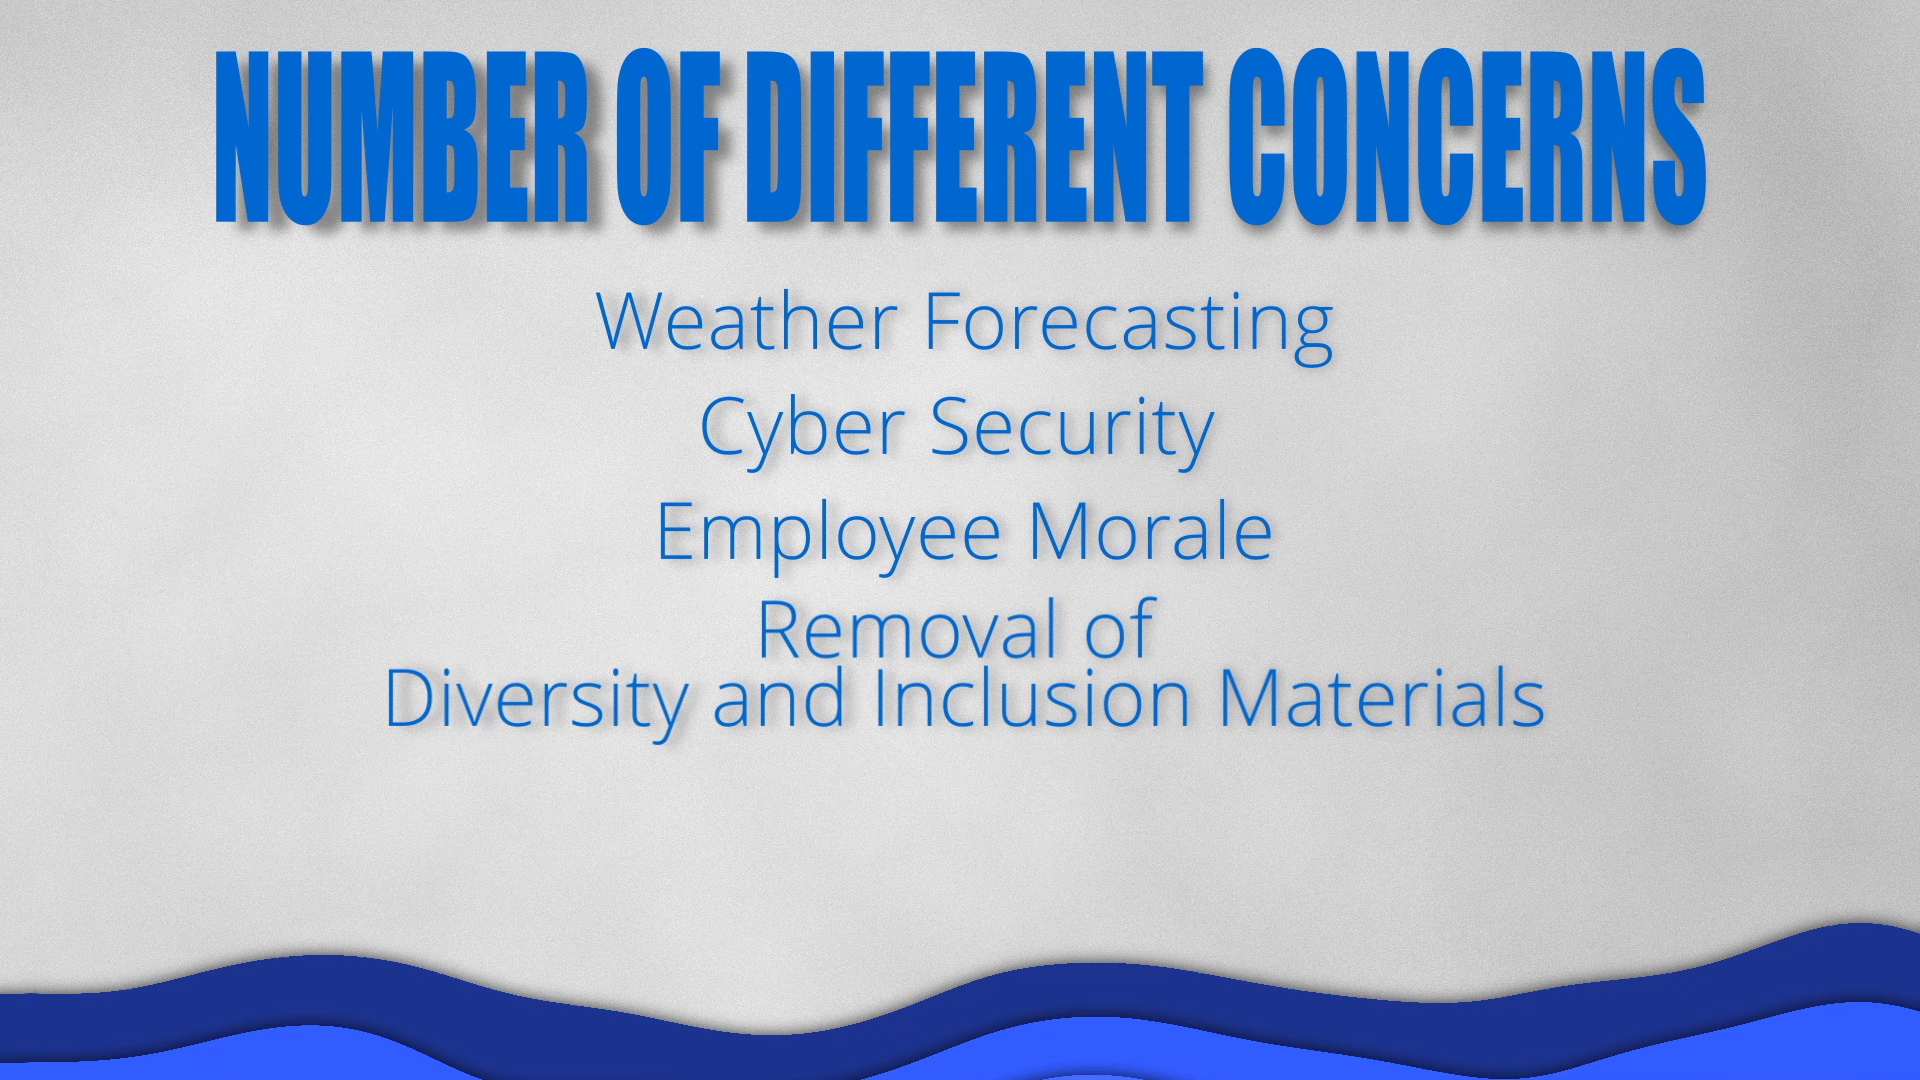 NUMBER OF DIFFERENT CONCERNS
Weather Forecasting
Cyber Security
Employee Morale
Removal of
Diversity and Inclusion Materials